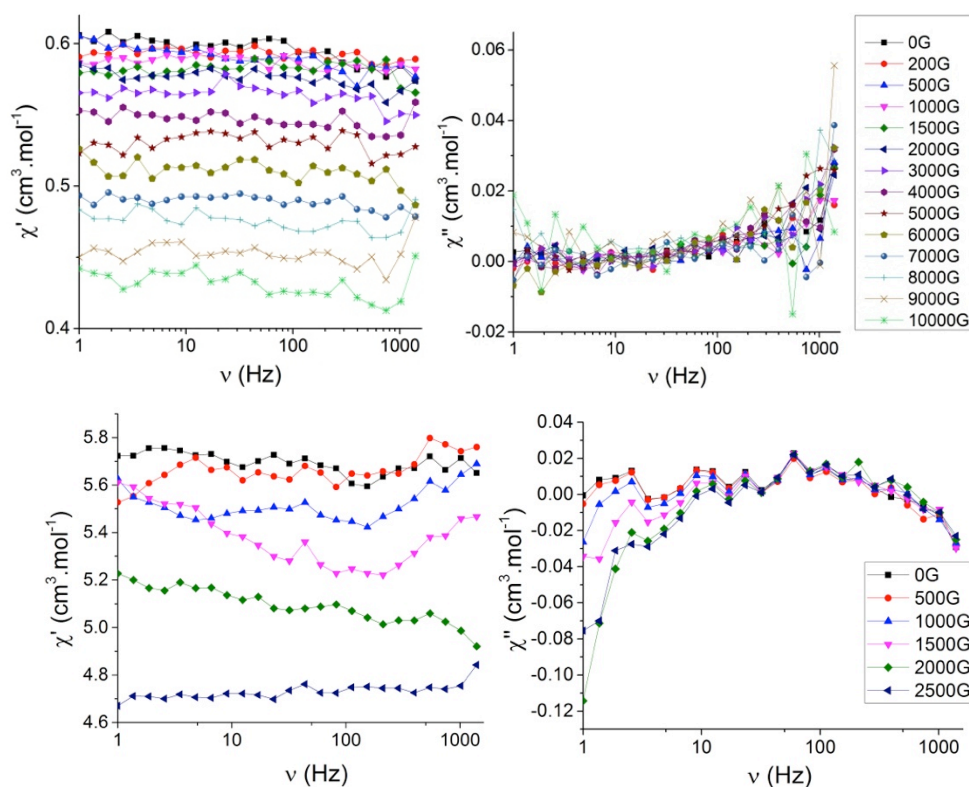 0.6
0.5
0.4
χ' (cm³.mol⁻¹)
1
10
100
1000
ν (Hz)
0.06
0.04
0.02
0.00
-0.02
χ" (cm³.mol⁻¹)
1
10
100
1000
ν (Hz)
0G
200G
500G
1000G
1500G
2000G
3000G
4000G
5000G
6000G
7000G
8000G
9000G
10000G
5.8
5.6
5.4
5.2
5.0
4.8
4.6
χ' (cm³.mol⁻¹)
1
10
100
1000
ν (Hz)
0.04
0.02
0.00
-0.02
-0.04
-0.06
-0.08
-0.10
-0.11
-0.13
χ" (cm³.mol⁻¹)
1
10
100
1000
ν (Hz)
0G
500G
1000G
1500G
2000G
2500G